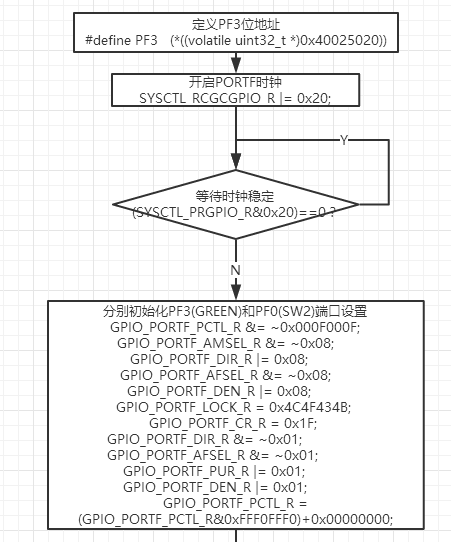 定义PF3位地址
#define PF3 (*((volatile uint32_t *)0x40025020))
开启PORTF时钟
SYSCTL_RCGCGPIO_R |= 0x20;
Y
等待时钟稳定
(SYSCTL_PRGPIO_R&0x20)==0 ?
N
分别初始化PF3(GREEN)和PF0(SW2)端口设置
GPIO_PORTF_PCTL_R &= ~0x000F000F;
GPIO_PORTF_AMSEL_R &= ~0x08;
GPIO_PORTF_DIR_R |= 0x08;
GPIO_PORTF_AFSEL_R &= ~0x08;
GPIO_PORTF_DEN_R |= 0x08;
GPIO_PORTF_LOCK_R = 0x4C4F434B;
GPIO_PORTF_CR_R = 0x1F;
GPIO_PORTF_DIR_R &= ~0x01;
GPIO_PORTF_AFSEL_R &= ~0x01;
GPIO_PORTF_PUR_R |= 0x01;
GPIO_PORTF_DEN_R |= 0x01;
GPIO_PORTF_PCTL_R =
(GPIO_PORTF_PCTL_R&0xFFF0FFF0)+0x00000000;